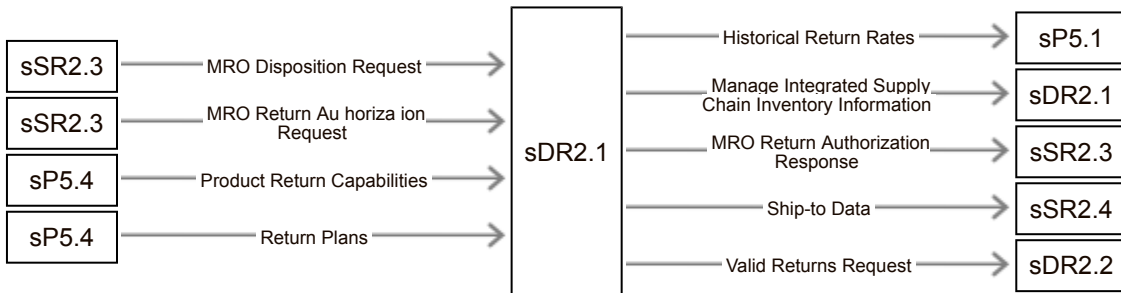 sSR2.3
MRO Disposition Request
sSR2.3
MRO Return Au horiza ion
Request
sP5.4
Product Return Capabilities
sP5.4
Return Plans
sDR2.1
Historical Return Rates
sP5.1
Manage Integrated Supply
Chain Inventory Information
sDR2.1
MRO Return Authorization
Response
sSR2.3
Ship-to Data
sSR2.4
Valid Returns Request
sDR2.2